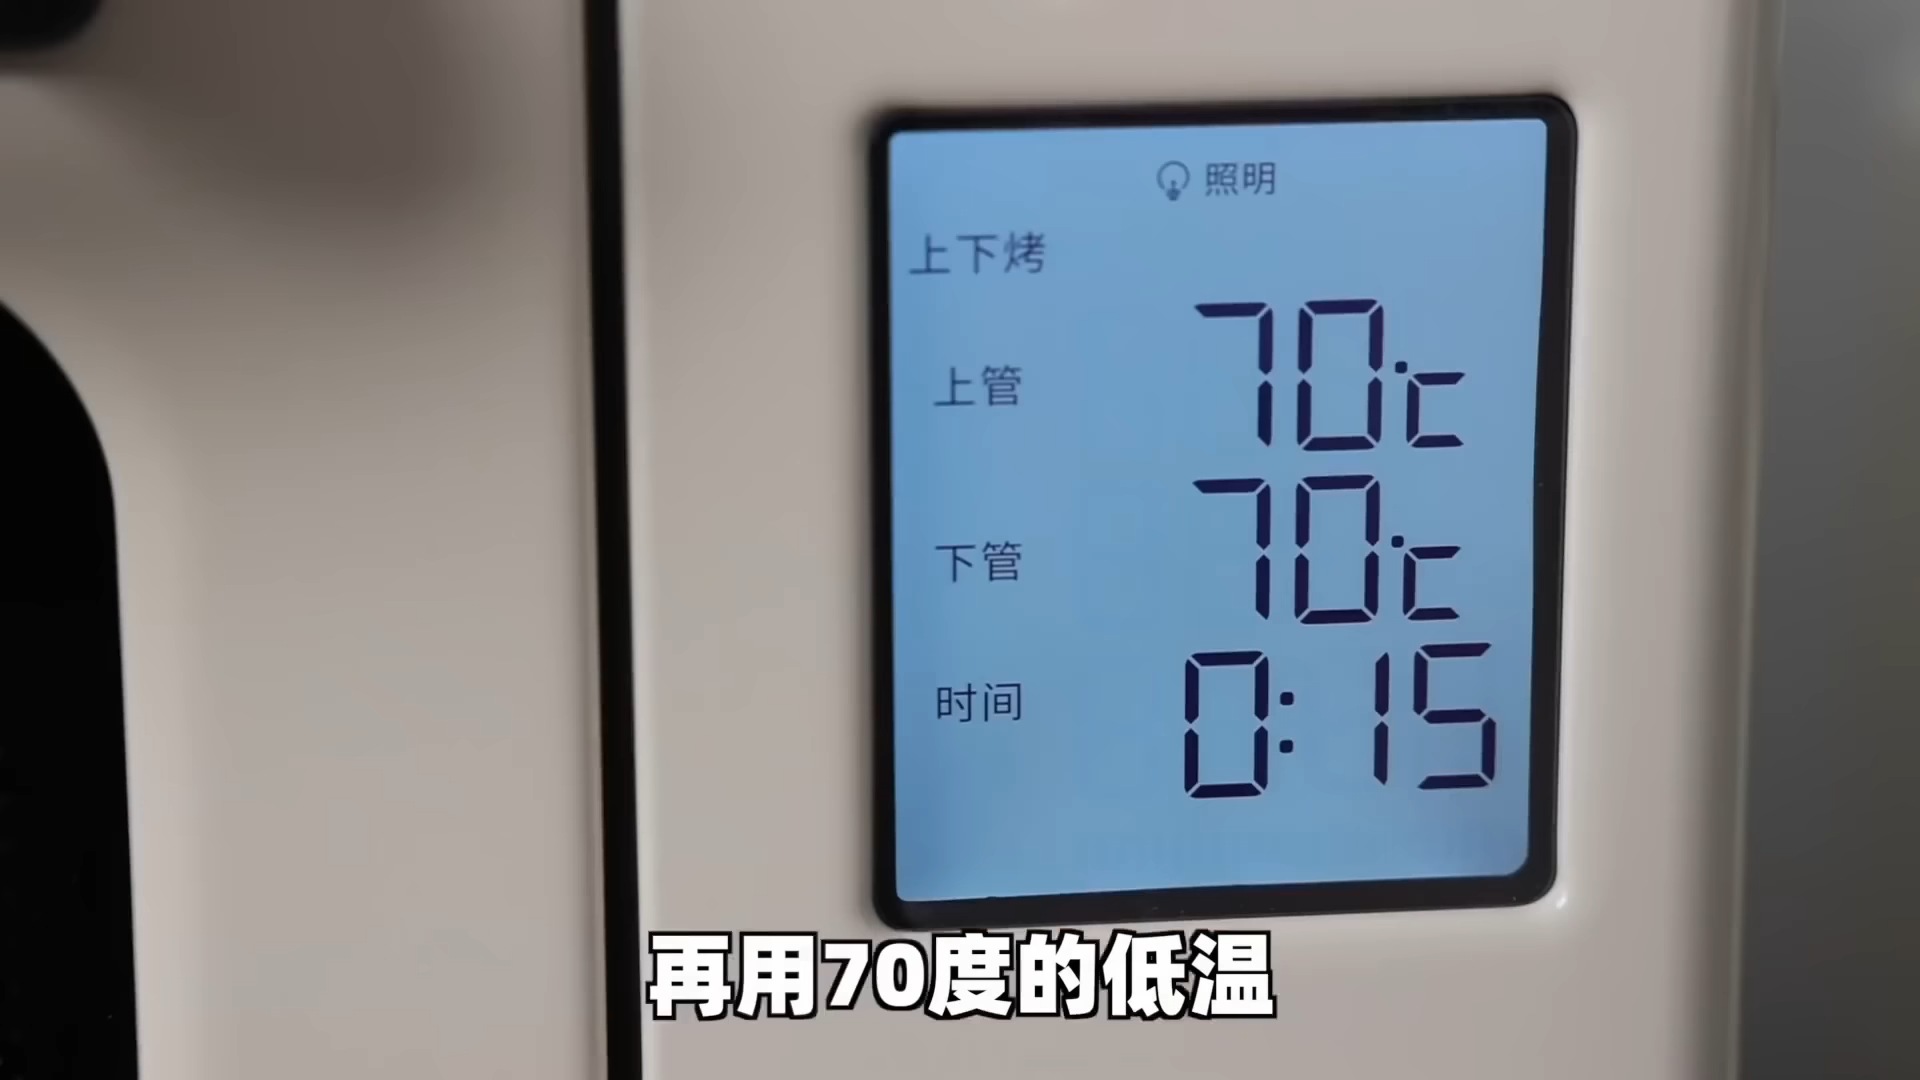 照明
上下烤
上管 70℃
下管 70℃
时间 0:15
再用70度的低温